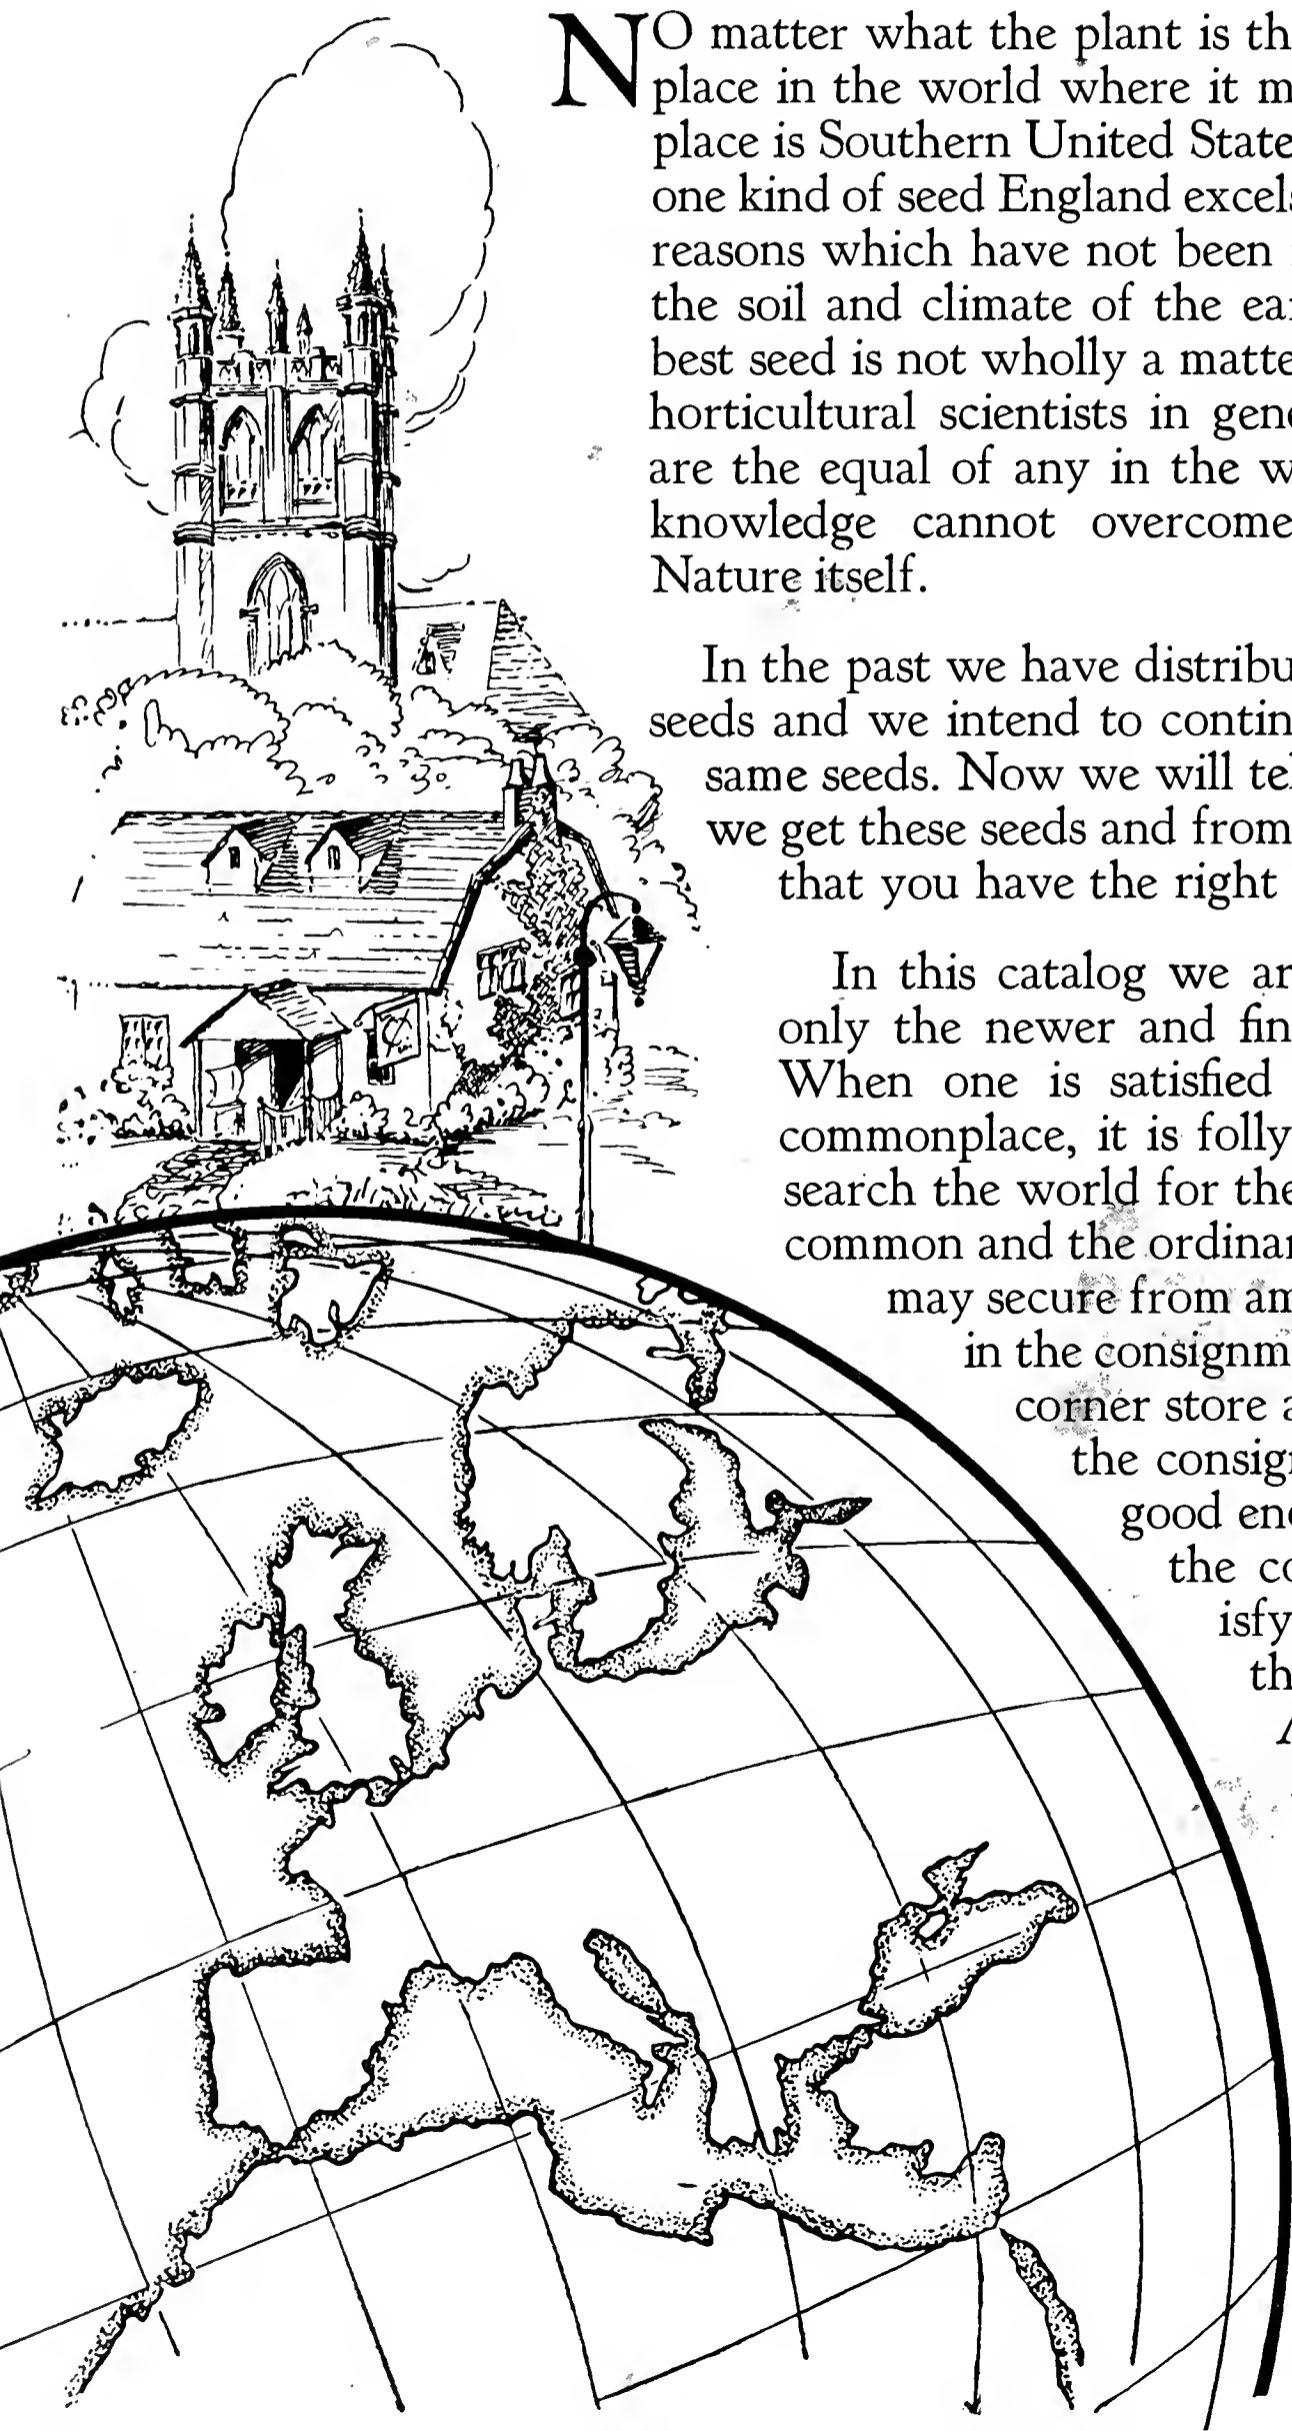 NO matter what the plant is th
place in the world where it m
place is Southern United State
one kind of seed England excels
reasons which have not been
the soil and climate of the ear
best seed is not wholly a matte
horticultural scientists in gene
are the equal of any in the w
knowledge cannot overcome
Nature itself.
In the past we have distribu
seeds and we intend to contin
same seeds. Now we will tel
we get these seeds and from
that you have the right
In this catalog we ar
only the newer and fin
When one is satisfied
commonplace, it is folly
search the world for the
common and the ordinar
may secure from am
in the consignm
corner store a
the consign
good eno
the co
isfy
th
A